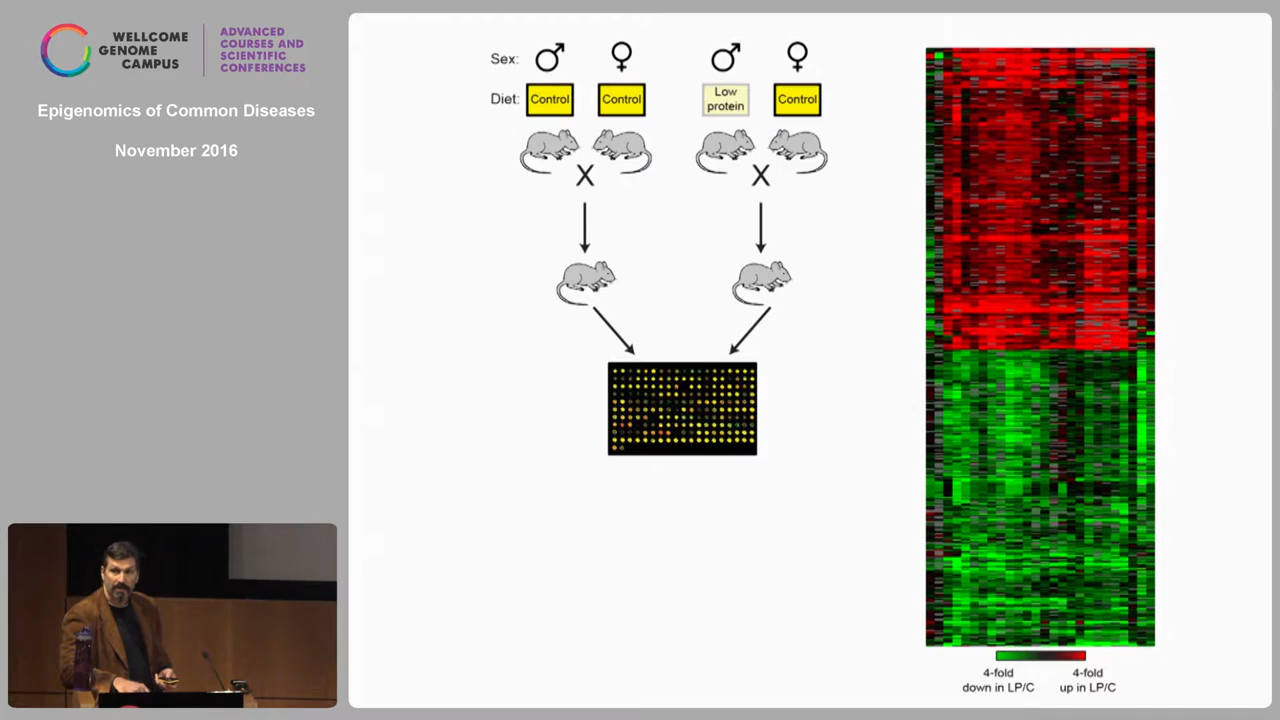 WELLCOME
GENOME
CAMPUS
ADVANCED
COURSES AND
SCIENTIFIC
CONFERENCES
Epigenomics of Common Diseases
November 2016
Sex: ♂ ♀ ♂ ♀
Diet: Control Control Low protein Control
X X
4-fold down in LP/C
4-fold up in LP/C